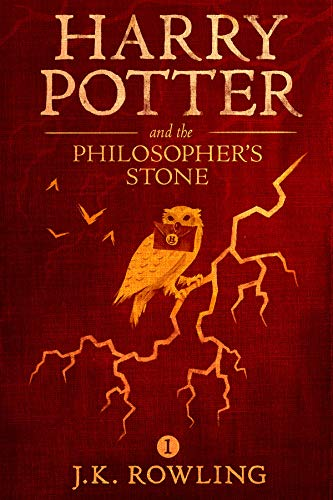 HARRY
POTTER
and the
PHILOSOPHER'S
STONE
H
1
J.K. ROWLING